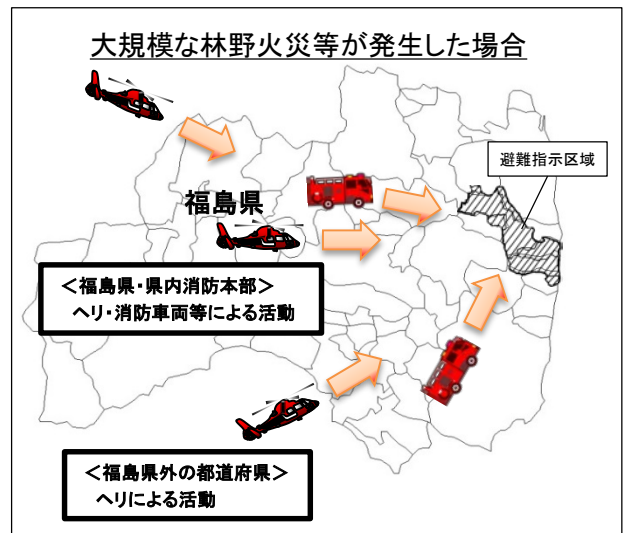 大規模な林野火災等が発生した場合
避難指示区域
福島県
＜福島県・県内消防本部＞
ヘリ・消防車両等による活動
＜福島県外の都道府県＞
ヘリによる活動